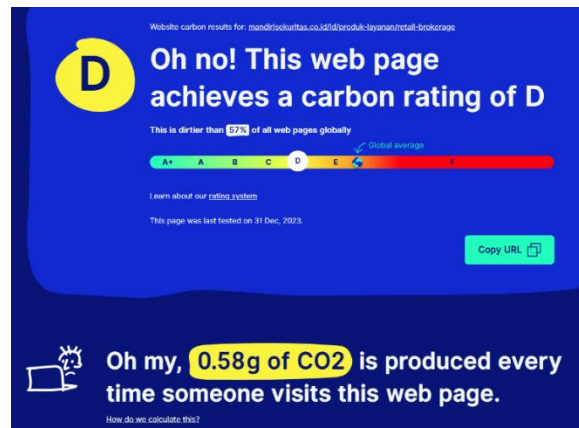 Website carbon results for: mandirisekuritas.co.id/id/produk-layanan/retail-brokerage
D
Oh no! This web page
achieves a carbon rating of D
This is dirtier than 57% of all web pages globally
Global average
A+ A B C D E F
Learn about our rating system
This page was last tested on 31 Dec, 2023.
Copy URL
Oh my, 0.58g of CO2 is produced every
time someone visits this web page.
How do we calculate this?